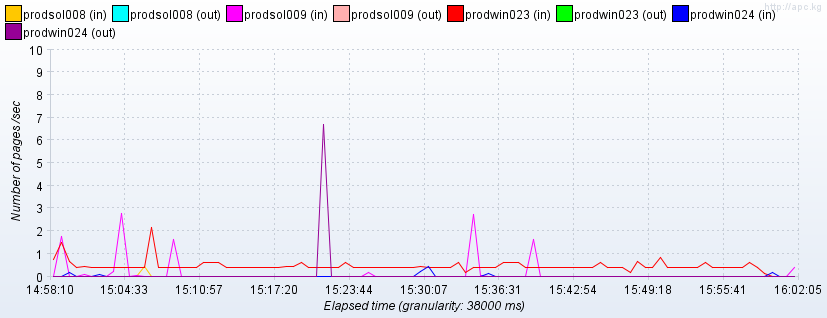 http://apc.kg
prodsol008 (in) prodsol008 (out) prodsol009 (in) prodsol009 (out) prodwin023 (in) prodwin023 (out) prodwin024 (in)
prodwin024 (out)
Number of pages /sec
10
9
8
7
6
5
4
3
2
1
0
14:58:10 15:04:33 15:10:57 15:17:20 15:23:44 15:30:07 15:36:31 15:42:54 15:49:18 15:55:41 16:02:05
Elapsed time (granularity: 38000 ms)